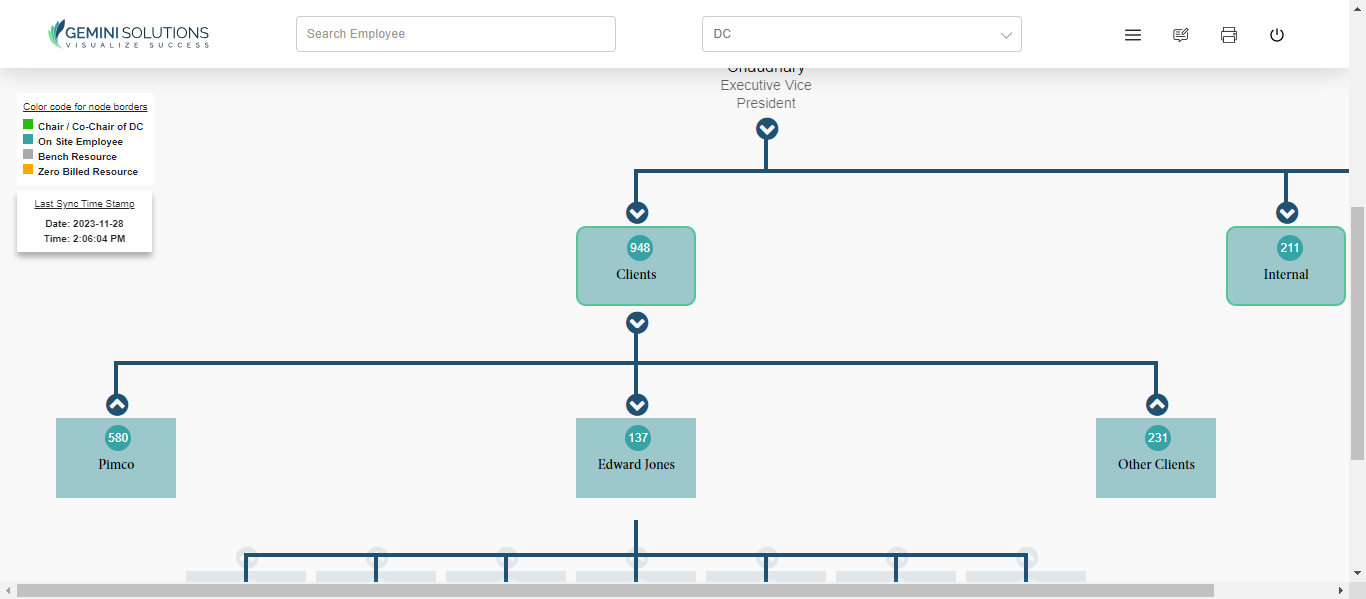 GEMINI SOLUTIONS
VISUALIZE SUCCESS
Search Employee
DC
Chaudhary
Executive Vice
President
Color code for node borders
Chair / Co-Chair of DC
On Site Employee
Bench Resource
Zero Billed Resource
Last Sync Time Stamp
Date: 2023-11-28
Time: 2:06:04 PM
948
Clients
211
Internal
580
Pimco
137
Edward Jones
231
Other Clients